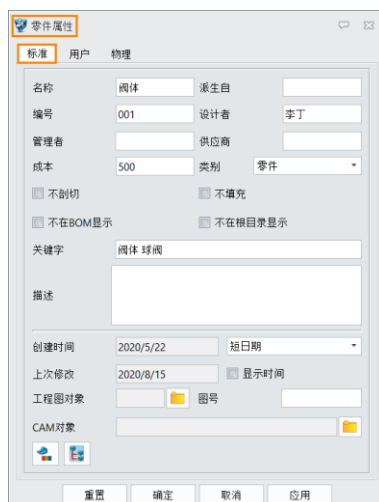 零件属性
标准 用户 物理
名称 阀体 派生自
编号 001 设计者 李丁
管理者 供应商
成本 500 类别 零件
不剖切 不填充
不在BOM显示 不在根目录显示
关键字 阀体 球阀
描述
创建时间 2020/5/22 短日期
上次修改 2020/8/15 显示时间
工程图对象 图号
CAM对象
重置 确定 取消 应用